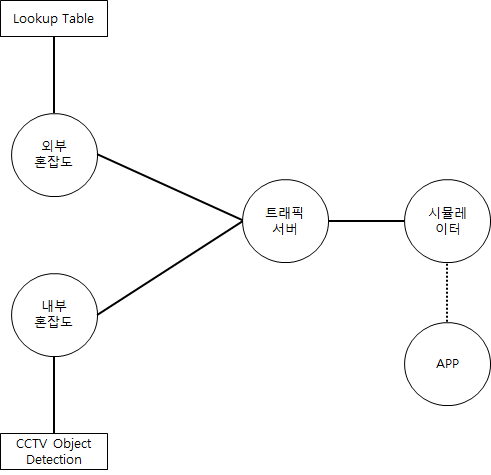 Lookup Table
외부
혼잡도
트래픽
서버
시뮬레
이터
내부
혼잡도
APP
CCTV Object
Detection